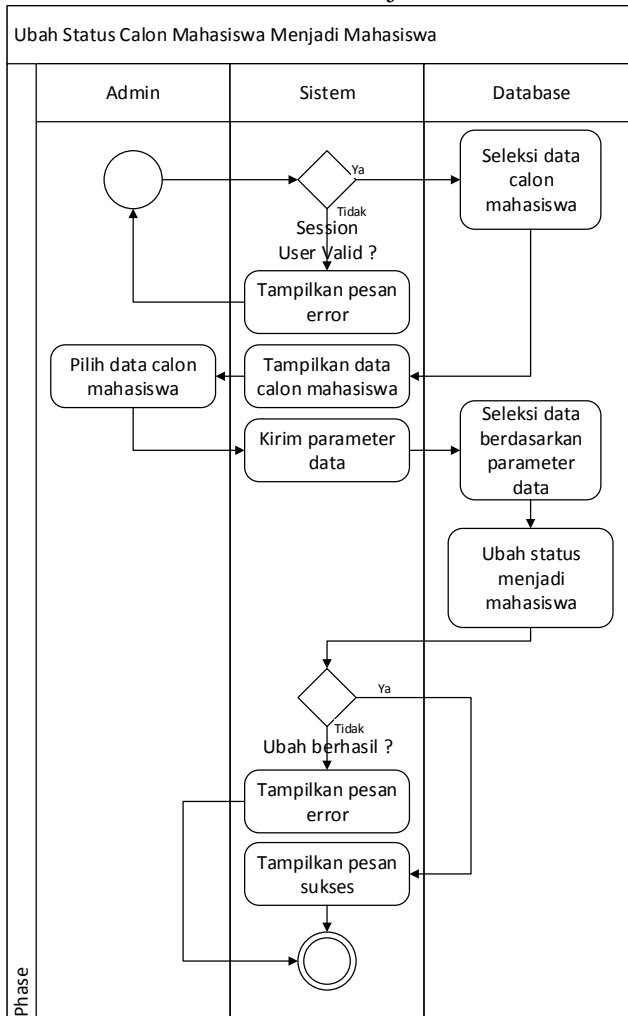 Ubah Status Calon Mahasiswa Menjadi Mahasiswa
Admin
Sistem
Database
Seleksi data
calon
mahasiswa
Ya
Tidak
Session
User Valid ?
Tampilkan pesan
error
Pilih data calon
mahasiswa
Tampilkan data
calon mahasiswa
Kirim parameter
data
Seleksi data
berdasarkan
parameter
data
Ubah status
menjadi
mahasiswa
Ya
Tidak
Ubah berhasil ?
Tampilkan pesan
error
Tampilkan pesan
sukses
Phase